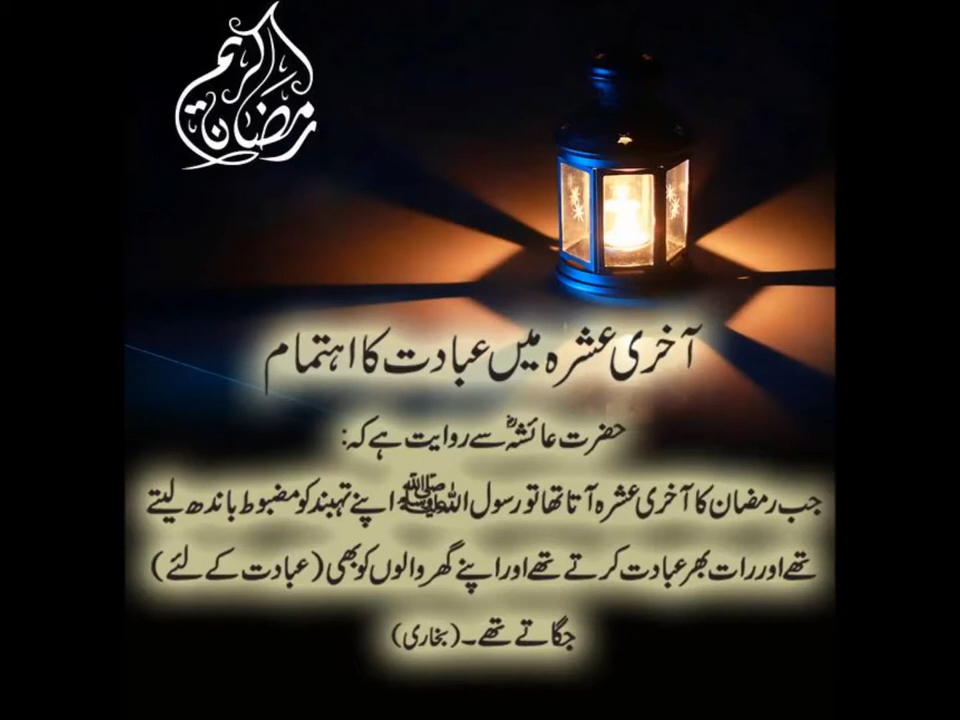 رمضان کریم
آخری عشرہ میں عبادت کا اہتمام
حضرت عائشہؓ سے روایت ہے کہ:
جب رمضان کا آخری عشرہ آتا تھا تو رسول اللہ ﷺ اپنے تہبند کو مضبوط باندھ لیتے
تھے اور رات بھر عبادت کرتے تھے اور اپنے گھر والوں کو بھی (عبادت کے لئے)
جگاتے تھے۔ (بخاری)